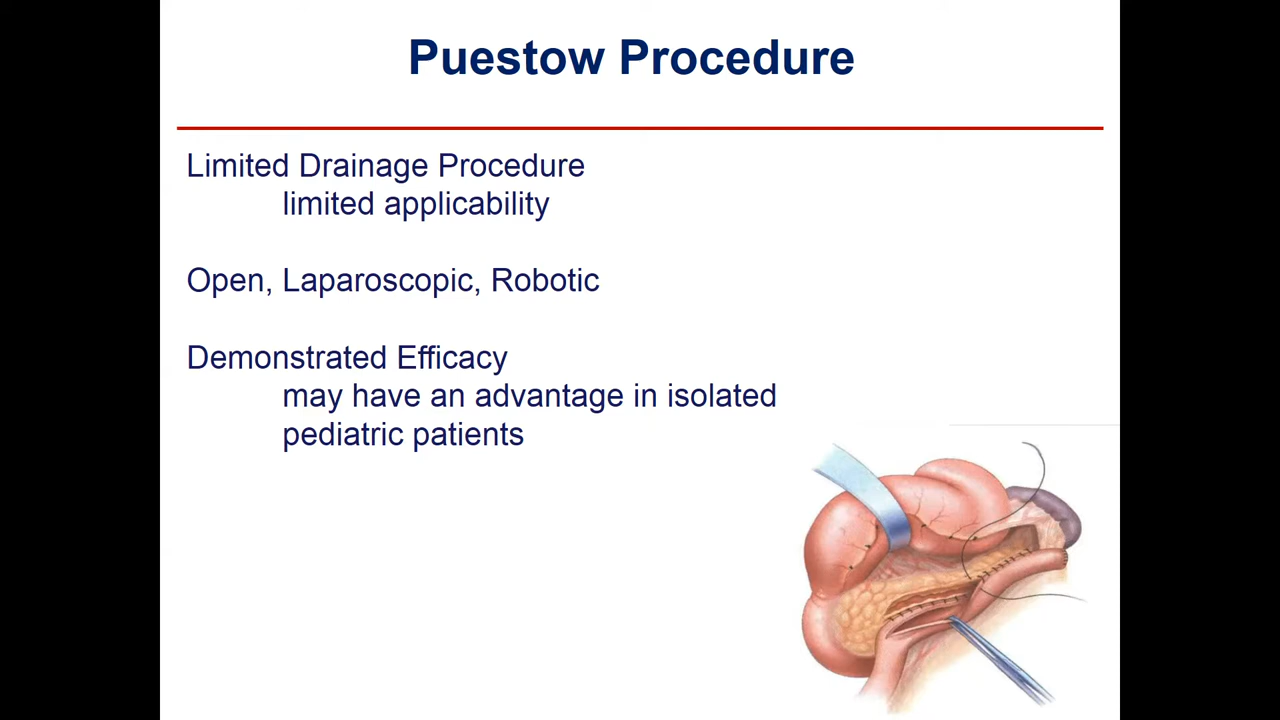 Puestow Procedure
Limited Drainage Procedure
limited applicability
Open, Laparoscopic, Robotic
Demonstrated Efficacy
may have an advantage in isolated
pediatric patients